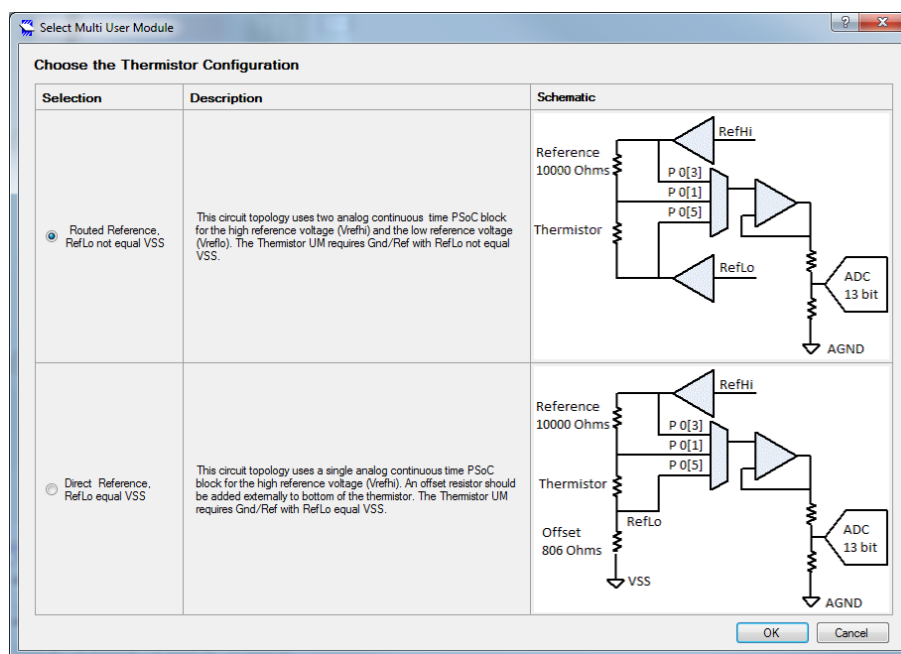 Select Multi User Module
?
X
Choose the Thermistor Configuration
Selection
Description
Schematic
Routed Reference,
RefLo not equal VSS
This circuit topology uses two analog continuous time PSoC block
for the high reference voltage (Vrefhi) and the low reference voltage
(Vreflo). The Thermistor UM requires Gnd/Ref with RefLo not equal
VSS.
RefHi
Reference
10000 Ohms
P 0[3]
P 0[1]
P 0[5]
Thermistor
RefLo
ADC
13 bit
AGND
Direct Reference,
RefLo equal VSS
This circuit topology uses a single analog continuous time PSoC
block for the high reference voltage (Vrefhi). An offset resistor should
be added externally to bottom of the thermistor. The Thermistor UM
requires Gnd/Ref with RefLo equal VSS.
RefHi
Reference
10000 Ohms
P 0[3]
P 0[1]
P 0[5]
Thermistor
RefLo
Offset
806 Ohms
ADC
13 bit
VSS
AGND
OK
Cancel